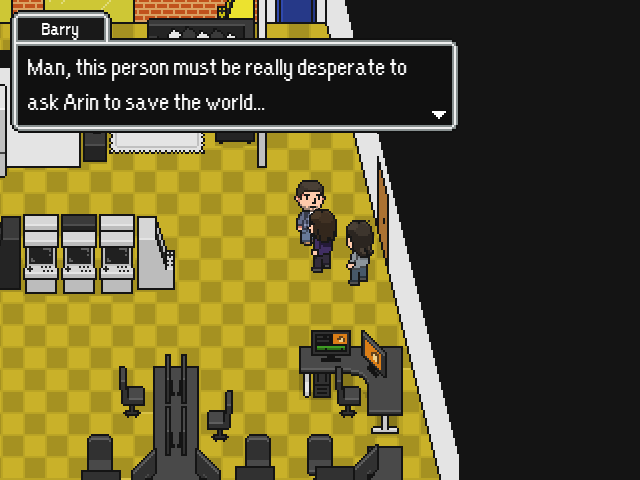 Barry
Man, this person must be really desperate to
ask Arin to save the world...